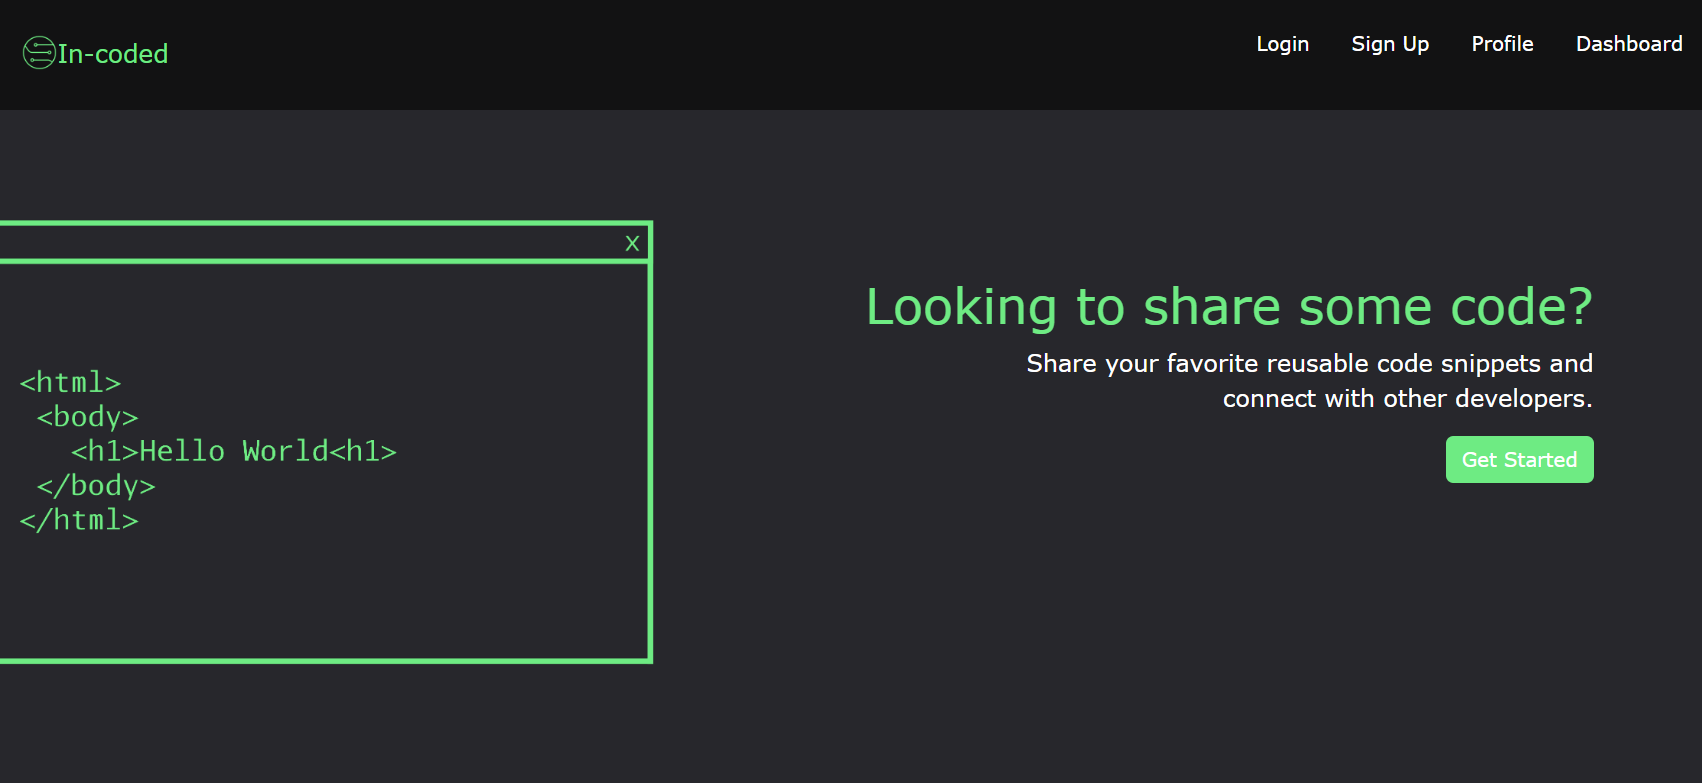 In-coded
Login Sign Up Profile Dashboard
X
<html>
<body>
<h1>Hello World<h1>
</body>
</html>
Looking to share some code?
Share your favorite reusable code snippets and
connect with other developers.
Get Started